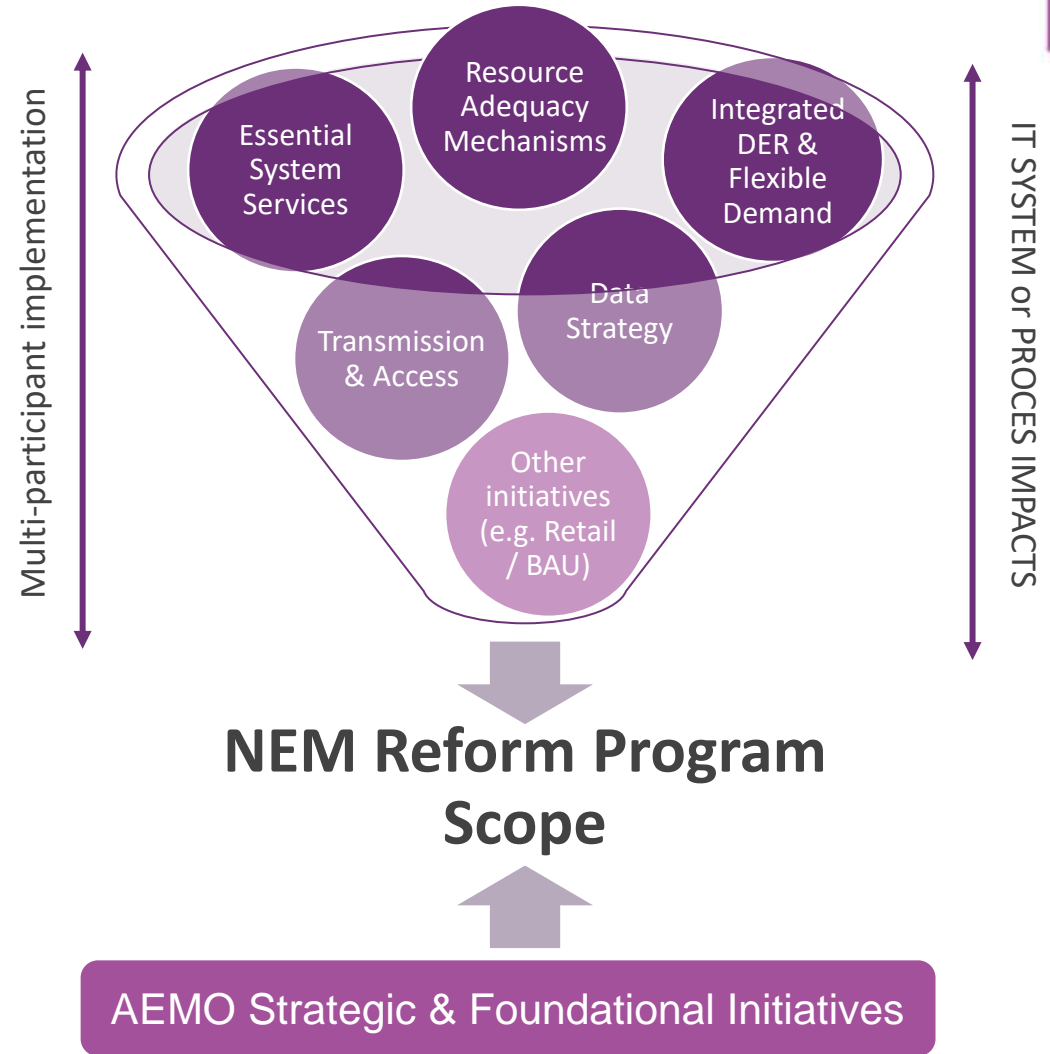 Multi-participant implementation
Resource
Adequacy
Mechanisms
Essential
System
Services
Integrated
DER &
Flexible
Demand
Transmission
& Access
Data
Strategy
Other
initiatives
(e.g. Retail
/ BAU)
IT SYSTEM or PROCES IMPACTS
NEM Reform Program
Scope
AEMO Strategic & Foundational Initiatives